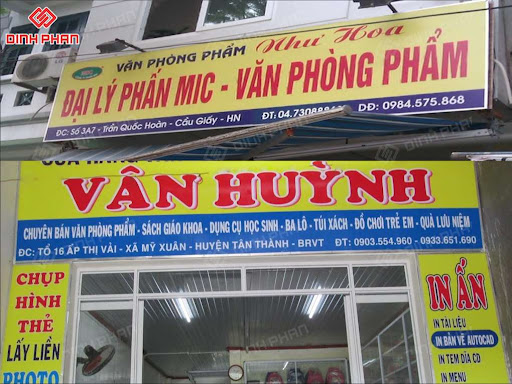 DINH PHAN
VĂN PHÒNG PHẨM Như Hoa
ĐẠI LÝ PHẤN MIC - VĂN PHÒNG PHẨM
ĐC: Số 3A7 - Trần Quốc Hoàn - Cầu Giấy - HN ĐT: DĐ: 0984.575.868
VÂN HUỲNH
CHUYÊN BÁN VĂN PHÒNG PHẨM - SÁCH GIÁO KHOA - DỤNG CỤ HỌC SINH - BA LÔ - TÚI XÁCH - ĐỒ CHƠI TRẺ EM - QUÀ LƯU NIỆM
ĐC: TỔ 16 ẤP THỊ VẢI - XÃ MỸ XUÂN - HUYỆN TÂN THÀNH - BRVT ĐT: 0903.554.960 - 0933.651.690
CHỤP
HÌNH
THẺ
LẤY LIỀN
PHOTO
IN ẤN
IN TÀI LIỆU
IN BẢN VẼ AUTOCAD
IN TEM DĨA CD
IN MENU